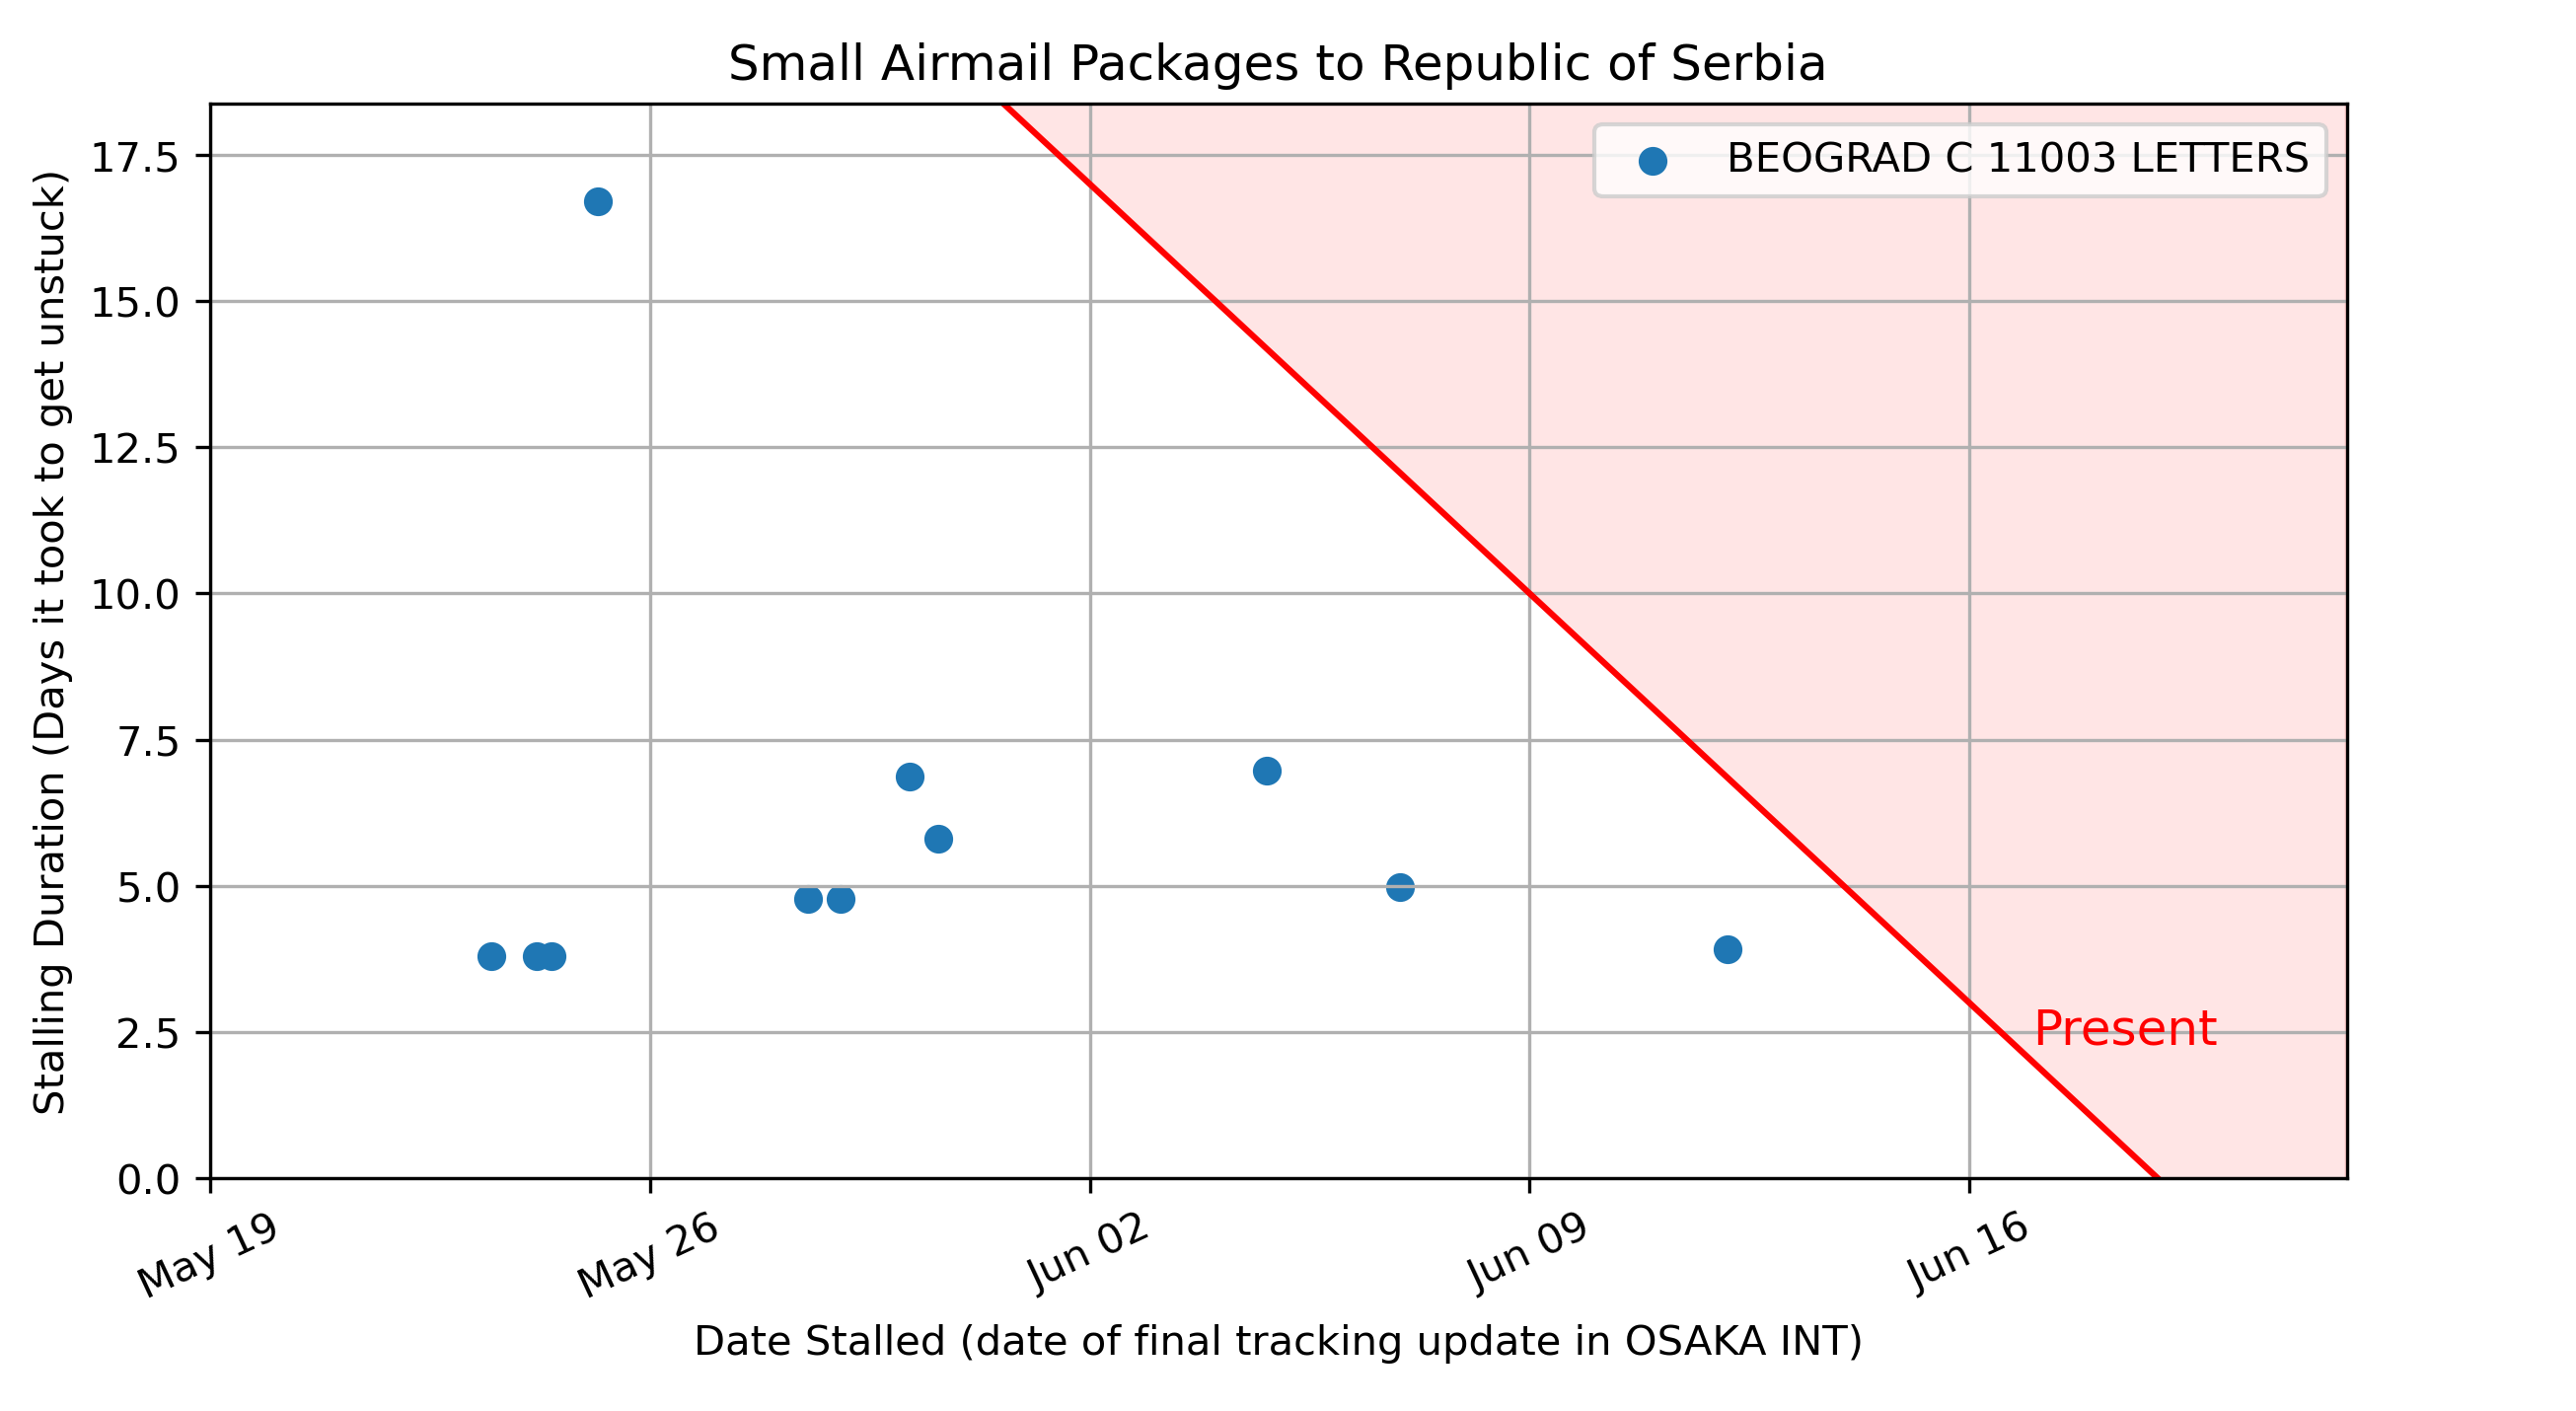 Small Airmail Packages to Republic of Serbia
BEOGRAD C 11003 LETTERS
Stalling Duration (Days it took to get unstuck)
17.5
15.0
12.5
10.0
7.5
5.0
2.5
0.0
Present
May 19
May 26
Jun 02
Jun 09
Jun 16
Date Stalled (date of final tracking update in OSAKA INT)